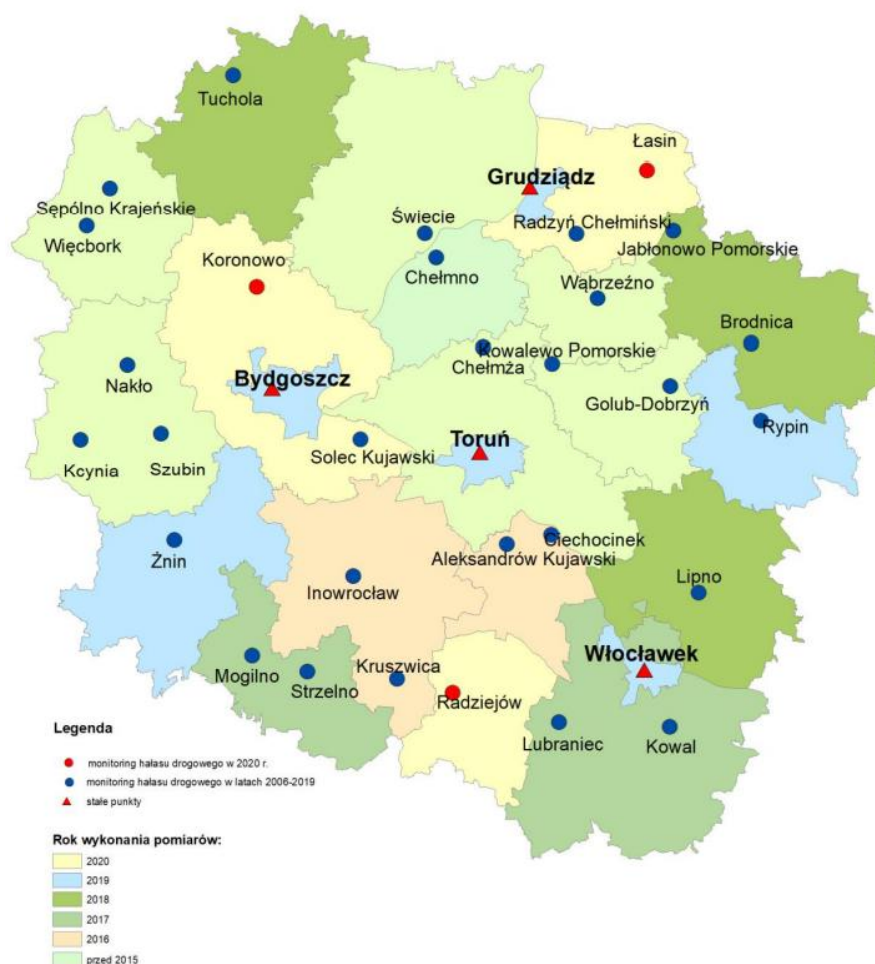 Tuchola
Łasin
Grudziądz
Sępólno Krajeńskie
Świecie
Radzyń Chełmiński
Więcbork
Jabłonowo Pomorskie
Koronowo
Chełmno
Wąbrzeźno
Brodnica
Kowalewo Pomorskie
Chełmża
Bydgoszcz
Nakło
Golub-Dobrzyń
Rypin
Toruń
Kcynia
Szubin
Solec Kujawski
Ciechocinek
Aleksandrów Kujawski
Żnin
Lipno
Inowrocław
Włocławek
Mogilno
Strzelno
Kruszwica
Radziejów
Lubraniec
Kowal
Legenda
monitoring hałasu drogowego w 2020 r.
monitoring hałasu drogowego w latach 2006-2019
stałe punkty
Rok wykonania pomiarów:
2020
2019
2018
2017
2016
przed 2015